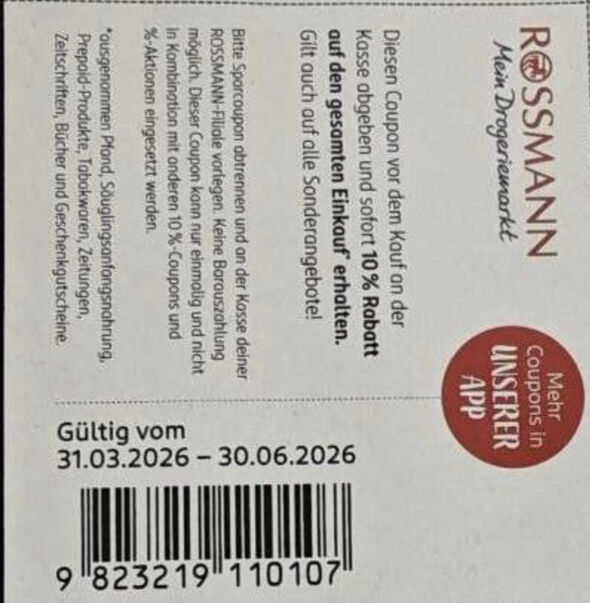 ROSSMANN
Mein Drogeriemarkt
Mehr
Coupons in
UNSERER
APP
Diesen Coupon vor dem Kauf an der
Kasse abgeben und sofort 10% Rabatt
auf den gesamten Einkauf* erhalten.
Gilt auch auf alle Sonderangebote!
Bitte Sparcoupon abtrennen und an der Kasse deiner
ROSSMANN-Filiale vorlegen. Keine Barauszahlung
möglich. Dieser Coupon kann nur einmalig und nicht
in Kombination mit anderen 10%-Coupons und
%-Aktionen eingesetzt werden.
*ausgenommen Pfand, Säuglingsanfangsnahrung,
Prepaid-Produkte, Tabakwaren, Zeitungen,
Zeitschriften, Bücher und Geschenkgutscheine.
Gültig vom
31.03.2026 – 30.06.2026
9 823219 110107